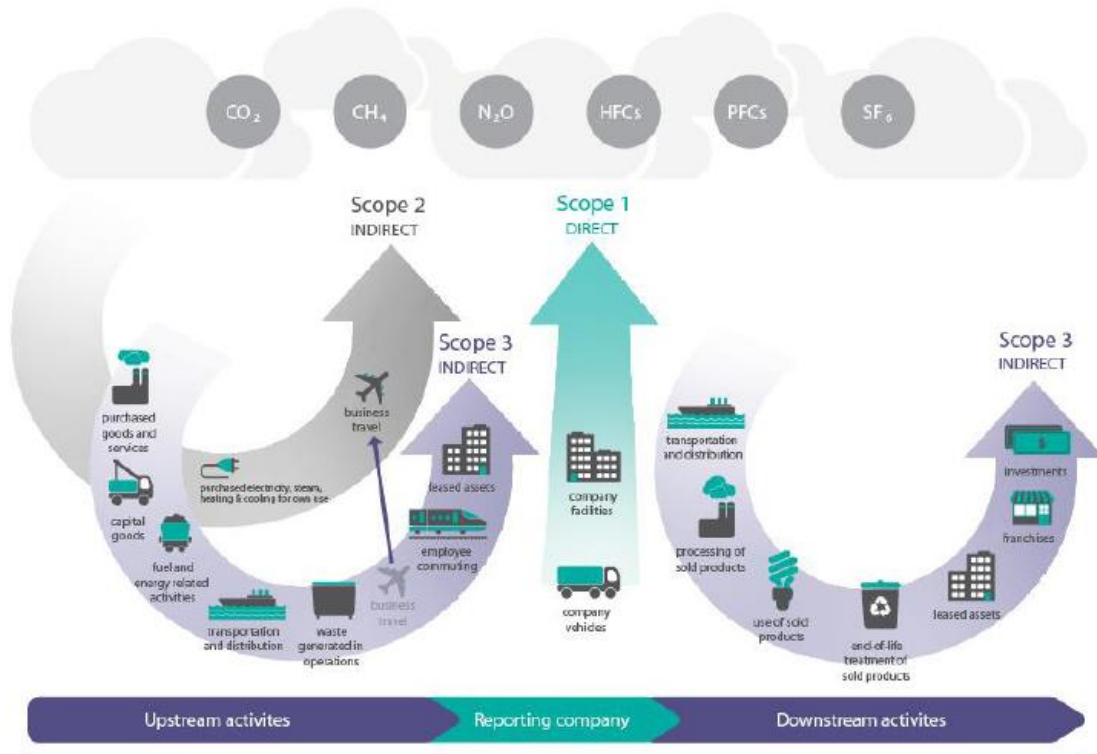 CO₂
CH₄
N₂O
HFCs
PFCs
SF₆
Scope 2
INDIRECT
Scope 1
DIRECT
Scope 3
INDIRECT
Scope 3
INDIRECT
purchased
goods and
services
capital
goods
fuel and
energy related
activities
transportation
and distribution
waste
generated in
operations
business
travel
business
travel
purchased electricity, steam,
heating & cooling for own use
employee
commuting
leased assets
company
facilities
company
vehicles
transportation
and distribution
processing of
sold products
use of sold
products
end-of-life
treatment of
sold products
leased assets
franchises
investments
$
Upstream activites
Reporting company
Downstream activites